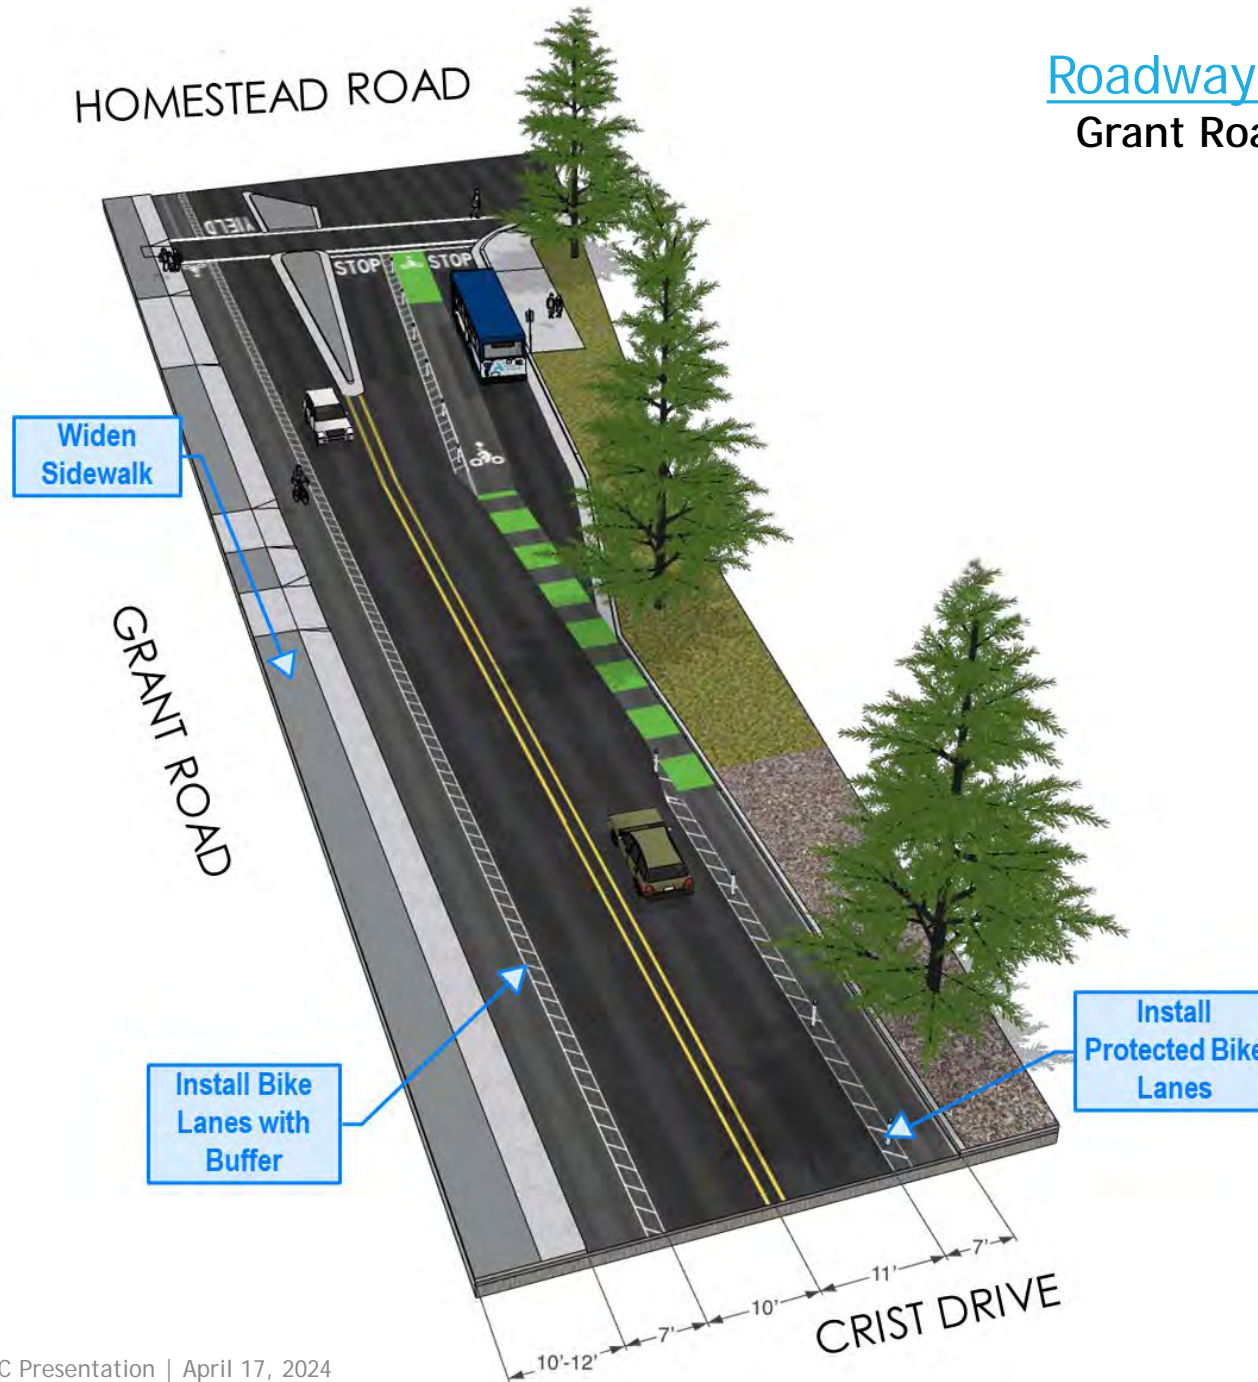 Roadway
Grant Roa
HOMESTEAD ROAD
YIELD
STOP
STOP
Widen
Sidewalk
GRANT ROAD
Install Bike
Lanes with
Buffer
Install
Protected Bike
Lanes
10'-12'
7'
10'
11'
7'
CRIST DRIVE
C Presentation | April 17, 2024